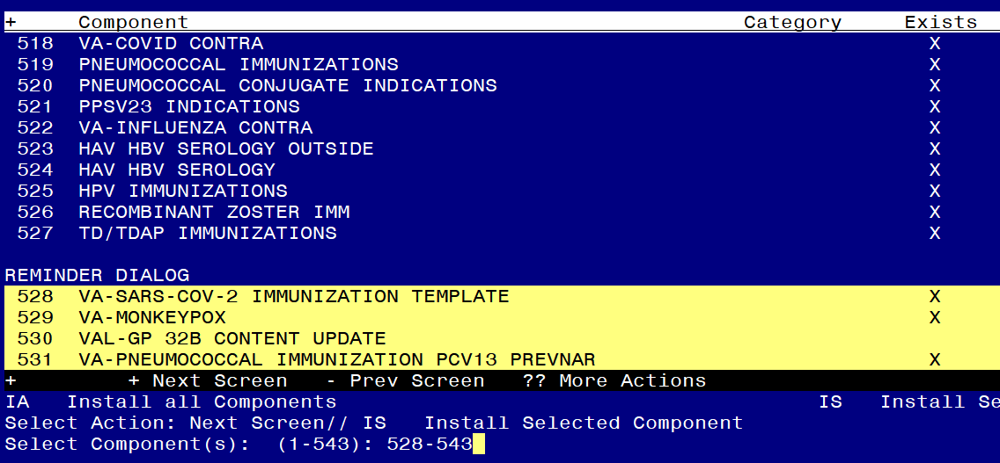 + Component Category Exists
518 VA-COVID CONTRA X
519 PNEUMOCOCCAL IMMUNIZATIONS X
520 PNEUMOCOCCAL CONJUGATE INDICATIONS X
521 PPSV23 INDICATIONS X
522 VA-INFLUENZA CONTRA X
523 HAV HBV SEROLOGY OUTSIDE X
524 HAV HBV SEROLOGY X
525 HPV IMMUNIZATIONS X
526 RECOMBINANT ZOSTER IMM X
527 TD/TDAP IMMUNIZATIONS X
REMINDER DIALOG
528 VA-SARS-COV-2 IMMUNIZATION TEMPLATE X
529 VA-MONKEYPOX X
530 VAL-GP 32B CONTENT UPDATE
531 VA-PNEUMOCOCCAL IMMUNIZATION PCV13 PREVNAR X
+ + Next Screen - Prev Screen ?? More Actions
IA Install all Components IS Install Se
Select Action: Next Screen// IS Install Selected Component
Select Component(s): (1-543): 528-543